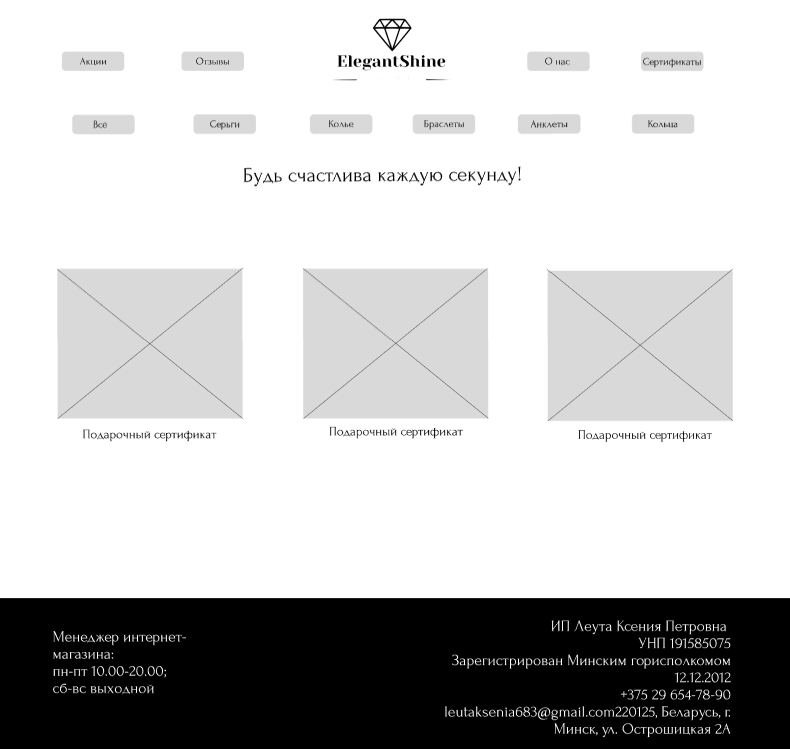 ElegantShine
Акции
Отзывы
О нас
Сертификаты
Все
Серьги
Колье
Браслеты
Анклеты
Кольца
Будь счастлива каждую секунду!
Подарочный сертификат
Подарочный сертификат
Подарочный сертификат
Менеджер интернет-
магазина:
пн-пт 10.00-20.00;
сб-вс выходной
ИП Леута Ксения Петровна
УНП 191585075
Зарегистрирован Минским горисполкомом
12.12.2012
+375 29 654-78-90
leutaksenia683@gmail.com220125, Беларусь, г.
Минск, ул. Острошицкая 2А